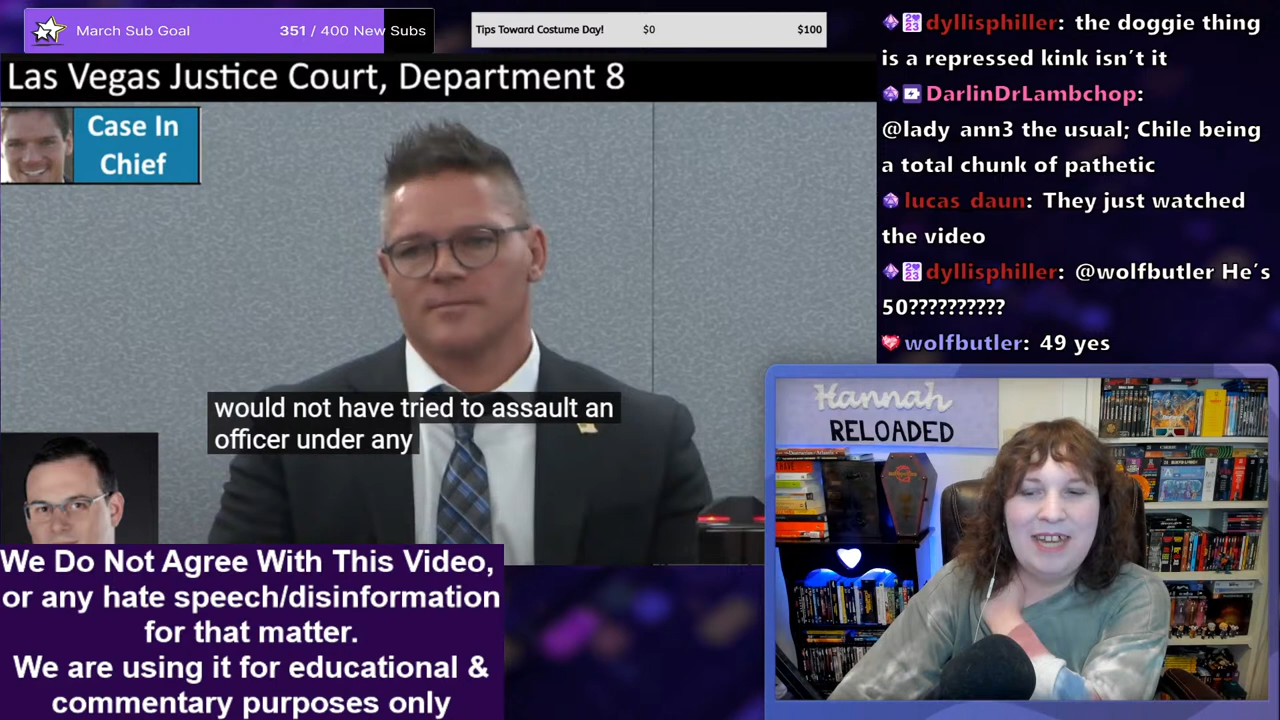 March Sub Goal
351 / 400 New Subs
Tips Toward Costume Day!
$0
$100
Las Vegas Justice Court, Department 8
Case In
Chief
would not have tried to assault an
officer under any
We Do Not Agree With This Video,
or any hate speech/disinformation
for that matter.
We are using it for educational &
commentary purposes only
dyllisphiller: the doggie thing
is a repressed kink isn't it
DarlinDrLambchop:
@lady_ann3 the usual; Chile being
a total chunk of pathetic
lucas_daun: They just watched
the video
dyllisphiller: @wolfbutler He's
50??????????
wolfbutler: 49 yes
Hannah
RELOADED